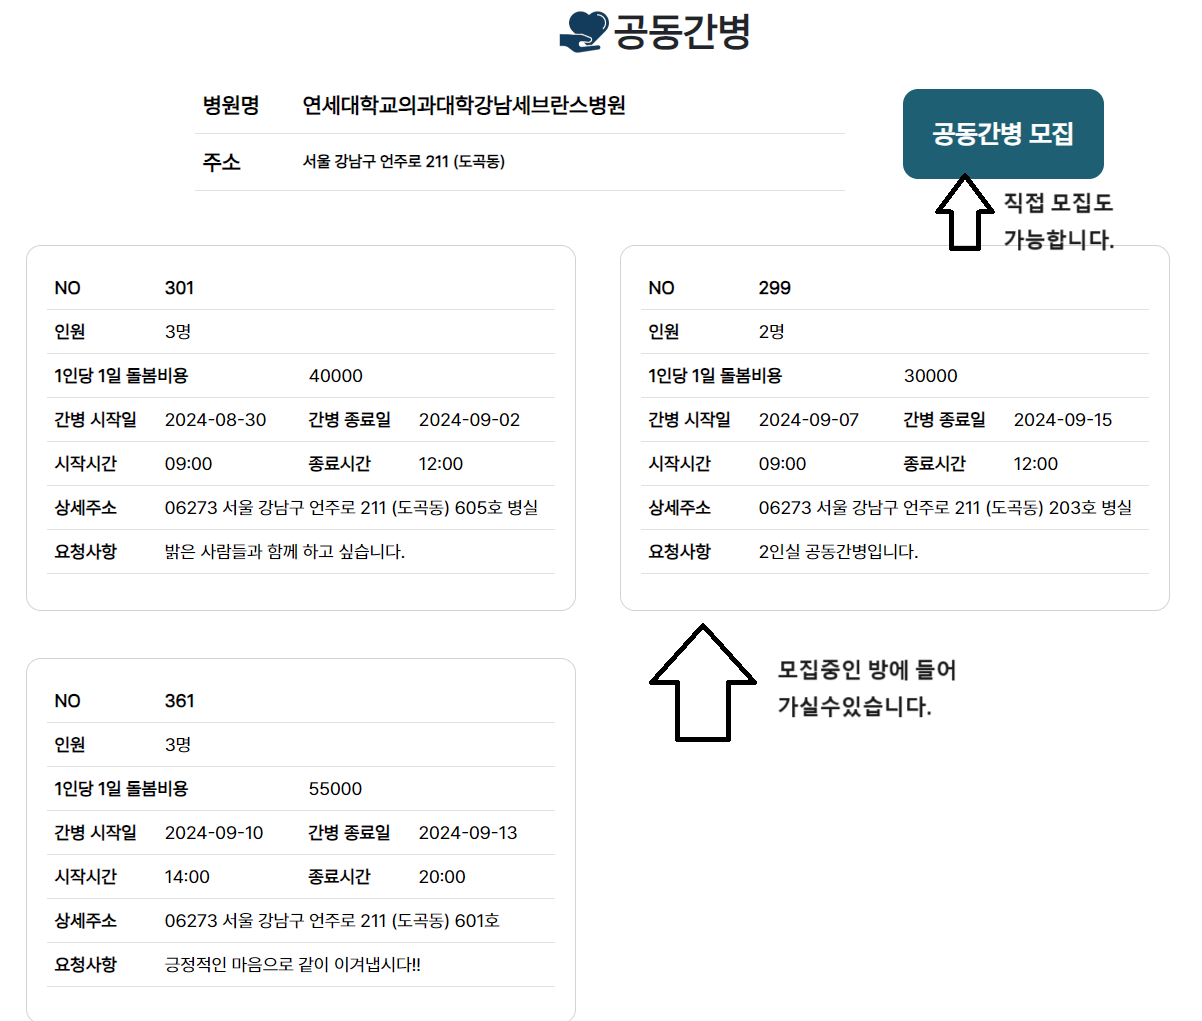 공동간병
병원명 연세대학교의과대학강남세브란스병원
주소 서울 강남구 언주로 211 (도곡동)
공동간병 모집
직접 모집도
가능합니다.
NO 301
인원 3명
1인당 1일 돌봄비용 40000
간병 시작일 2024-08-30 간병 종료일 2024-09-02
시작시간 09:00 종료시간 12:00
상세주소 06273 서울 강남구 언주로 211 (도곡동) 605호 병실
요청사항 밝은 사람들과 함께 하고 싶습니다.
NO 299
인원 2명
1인당 1일 돌봄비용 30000
간병 시작일 2024-09-07 간병 종료일 2024-09-15
시작시간 09:00 종료시간 12:00
상세주소 06273 서울 강남구 언주로 211 (도곡동) 203호 병실
요청사항 2인실 공동간병입니다.
모집중인 방에 들어
가실수있습니다.
NO 361
인원 3명
1인당 1일 돌봄비용 55000
간병 시작일 2024-09-10 간병 종료일 2024-09-13
시작시간 14:00 종료시간 20:00
상세주소 06273 서울 강남구 언주로 211 (도곡동) 601호
요청사항 긍정적인 마음으로 같이 이겨냅시다!!